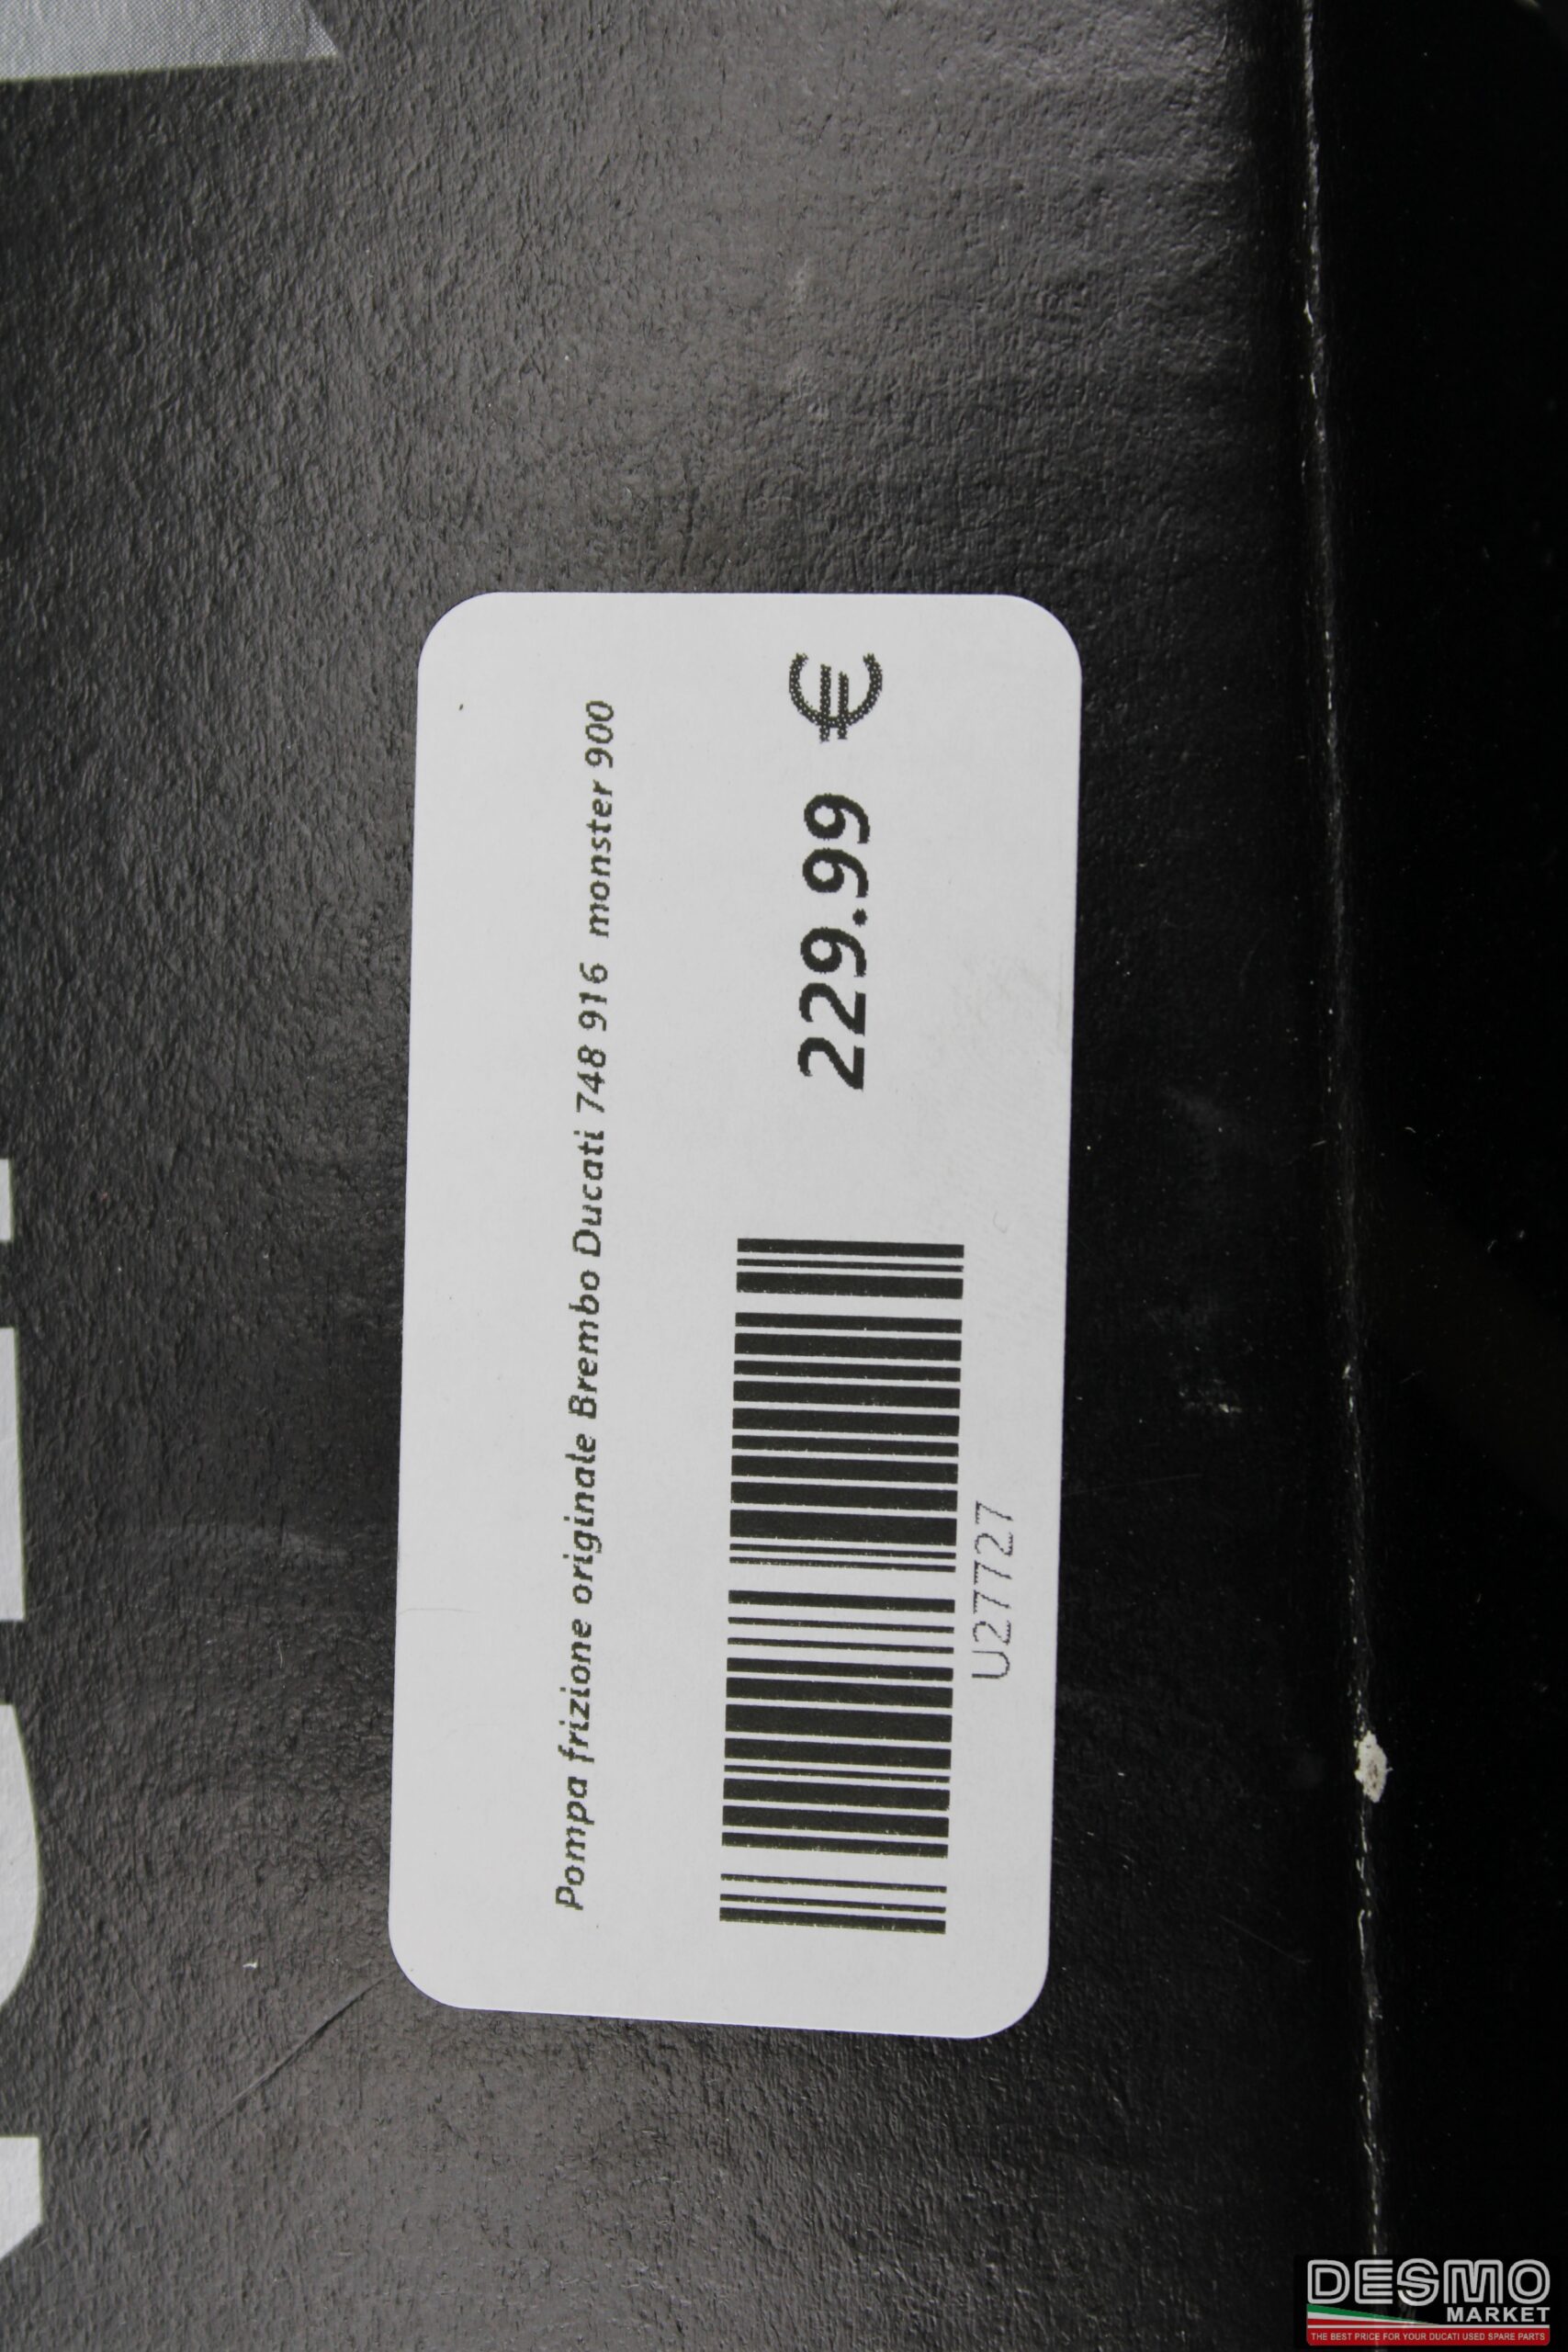 Pompa frizione originale Brembo Ducati 748 916 monster 900
229.99 €
U27727
DESMO
MARKET
THE BEST PRICE FOR YOUR DUCATI USED SPARE PARTS